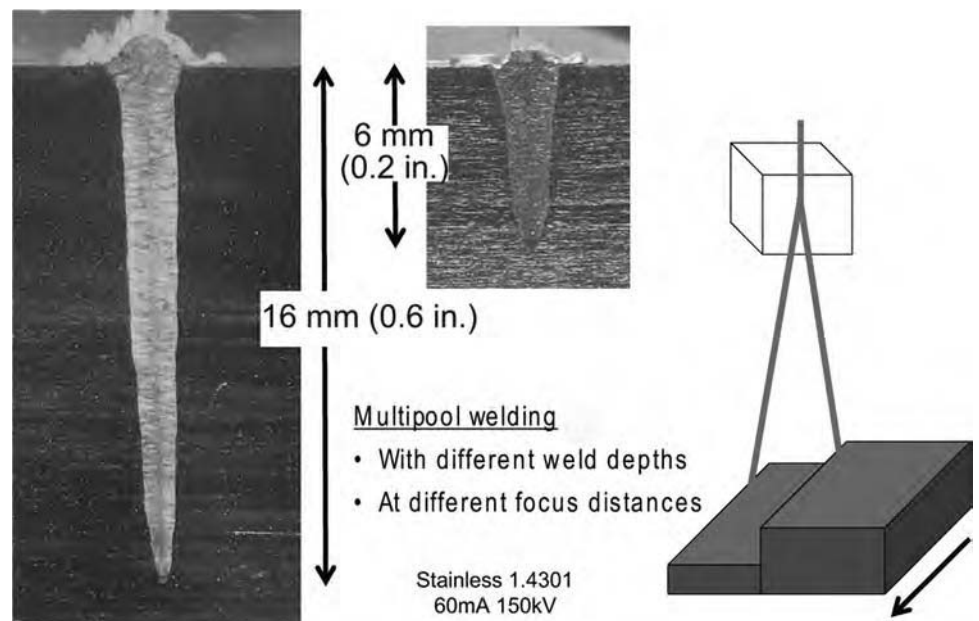 6 mm
(0.2 in.)
16 mm (0.6 in.)
Multipool welding
• With different weld depths
• At different focus distances
Stainless 1.4301
60mA 150kV